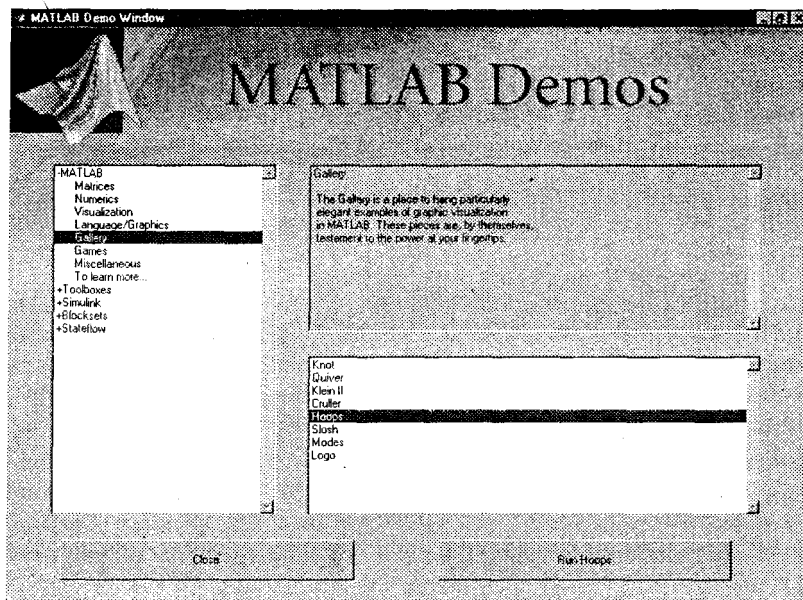 MATLAB Demo Window
MATLAB Demos
-MATLAB
Matrices
Numerics
Visualization
Language/Graphics
Gallery
Games
Miscellaneous
To learn more...
+Toolboxes
+Simulink
+Blocksets
+Stateflow
Gallery
The Gallery is a place to hang particularly
elegant examples of graphic visualization
in MATLAB. These pieces are, by themselves,
testament to the power at your fingertips.
Knot
Quiver
Klein II
Cruller
Hoops
Slosh
Modes
Logo
Close
Run Hoops